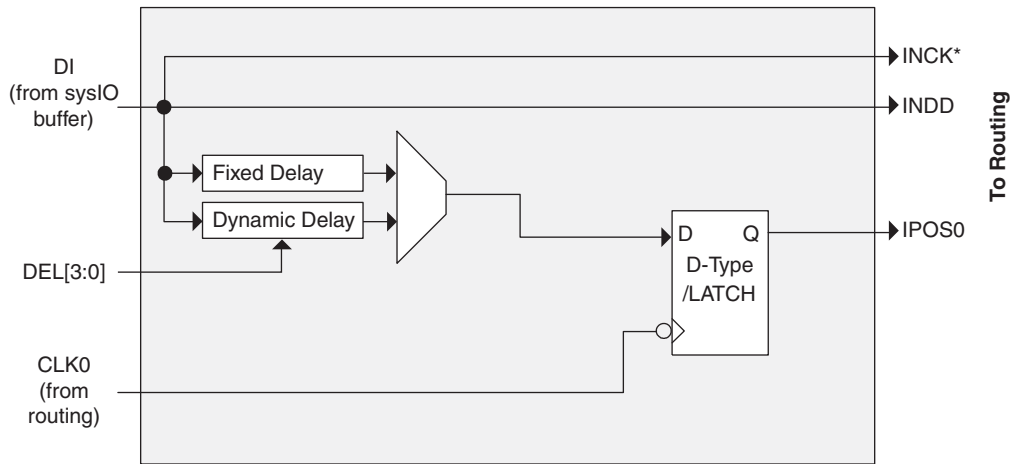 DI
(from sysIO
buffer)
INCK*
INDD
To Routing
Fixed Delay
Dynamic Delay
DEL[3:0]
D Q
D-Type
/LATCH
IPOS0
CLK0
(from
routing)